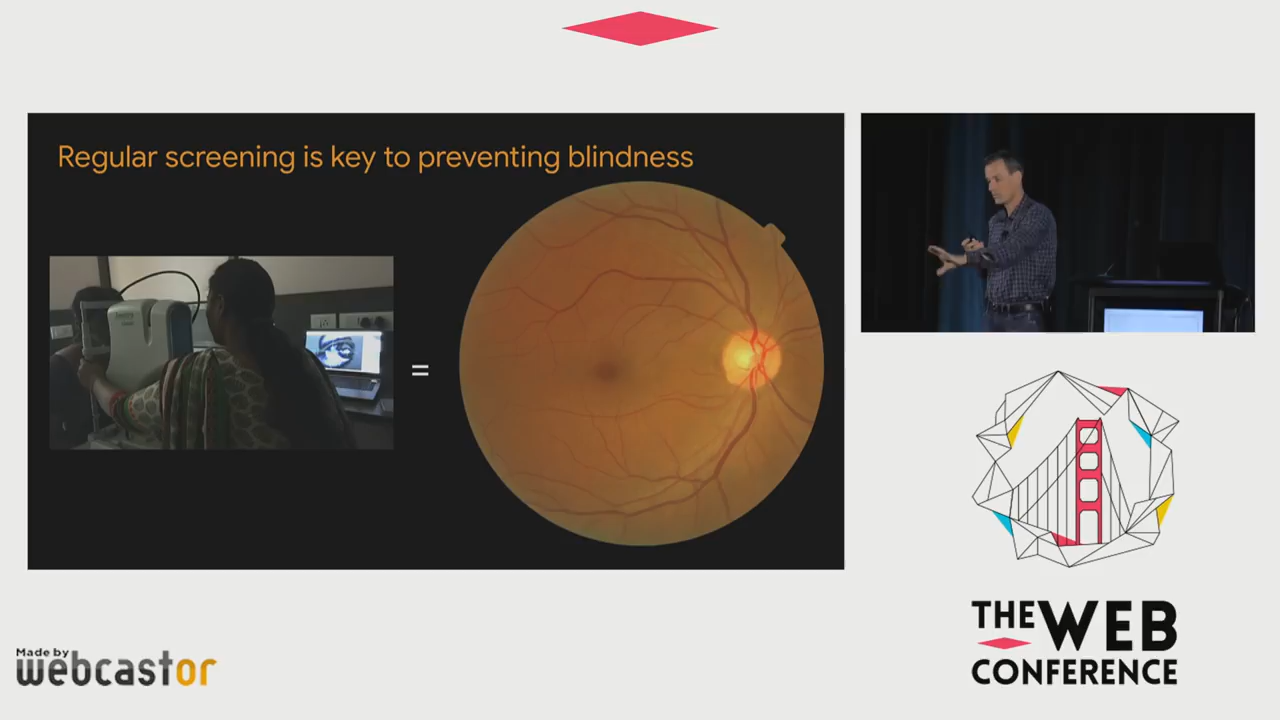 Regular screening is key to preventing blindness
=
THE WEB
CONFERENCE
Made by
webcastor